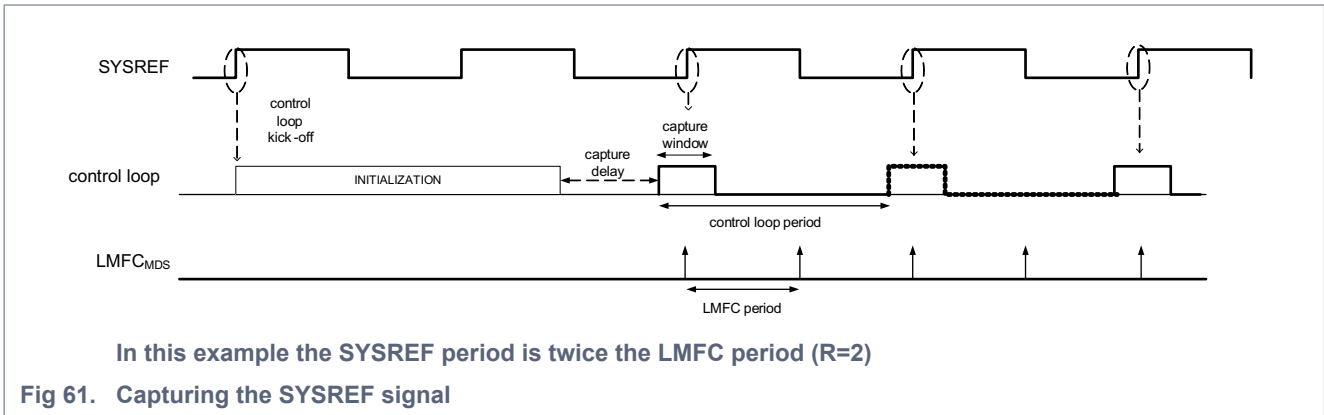 SYSREF
control
loop
kick -off
capture
window
capture
delay
control loop
INITIALIZATION
control loop period
LMFCMDS
LMFC period
In this example the SYSREF period is twice the LMFC period (R=2)
Fig 61. Capturing the SYSREF signal